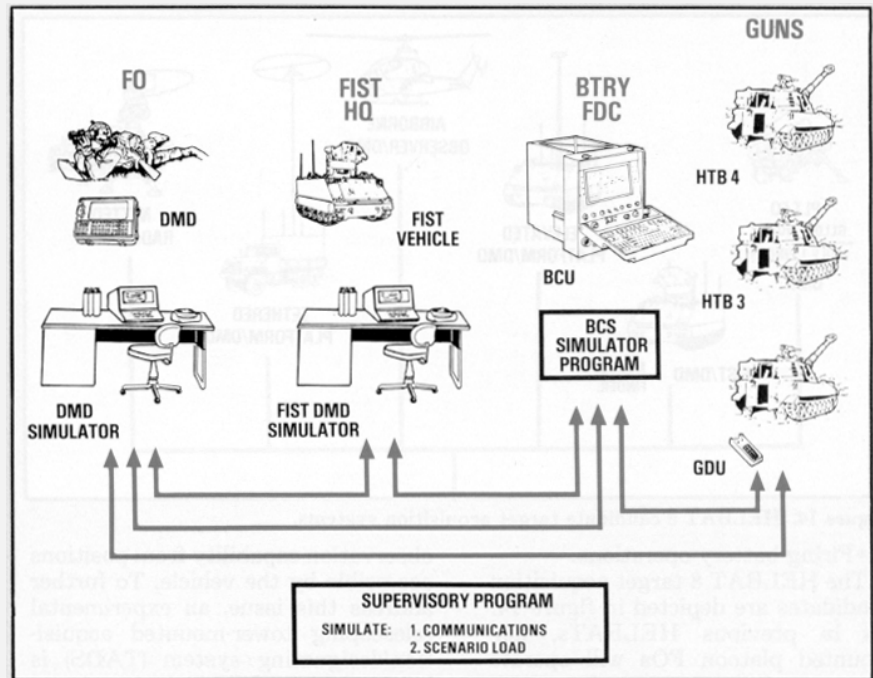 GUNS
FO
FIST
HQ
BTRY
FDC
DMD
FIST
VEHICLE
BCU
HTB 4
HTB 3
BCS
SIMULATOR
PROGRAM
DMD
SIMULATOR
FIST DMD
SIMULATOR
GDU
SUPERVISORY PROGRAM
SIMULATE: 1. COMMUNICATIONS
2. SCENARIO LOAD